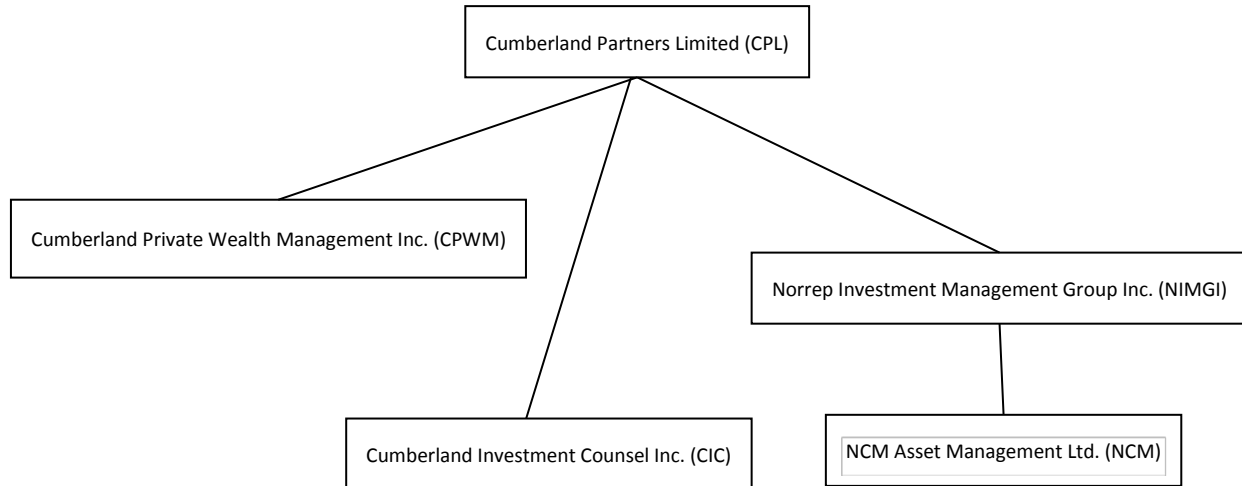 Cumberland Partners Limited (CPL)
Cumberland Private Wealth Management Inc. (CPWM)
Norrep Investment Management Group Inc. (NIMGI)
Cumberland Investment Counsel Inc. (CIC)
NCM Asset Management Ltd. (NCM)